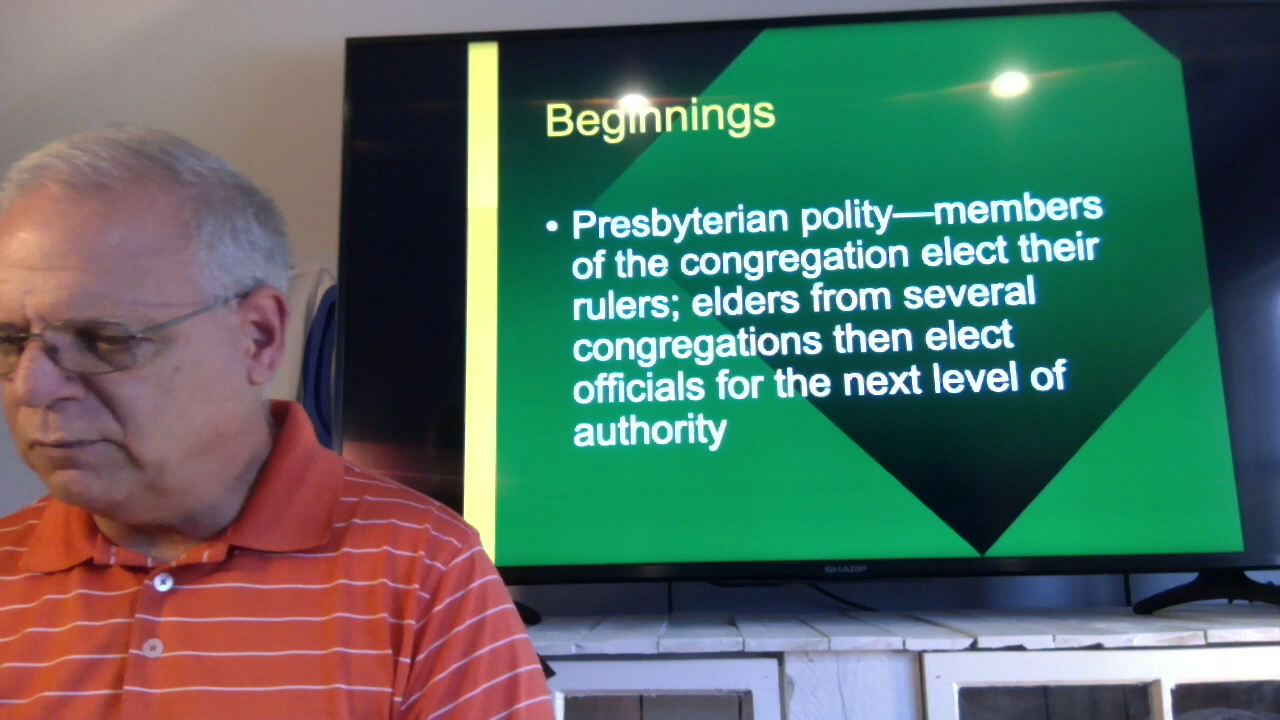 Beginnings
• Presbyterian polity—members
of the congregation elect their
rulers; elders from several
congregations then elect
officials for the next level of
authority
SHARP